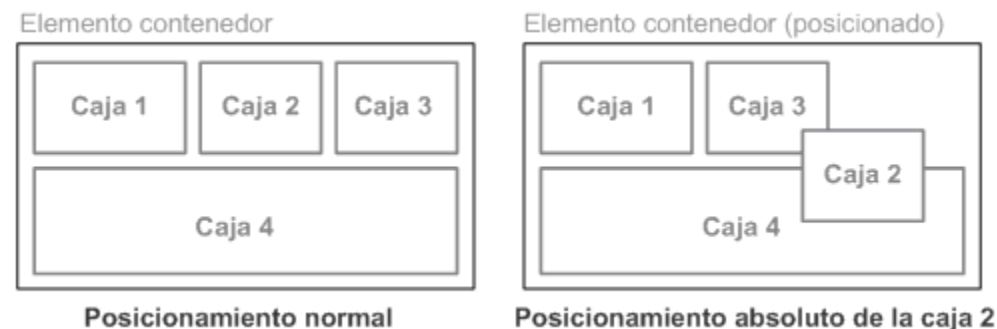 Elemento contenedor
Caja 1
Caja 2
Caja 3
Caja 4
Posicionamiento normal
Elemento contenedor (posicionado)
Caja 1
Caja 3
Caja 2
Caja 4
Posicionamiento absoluto de la caja 2